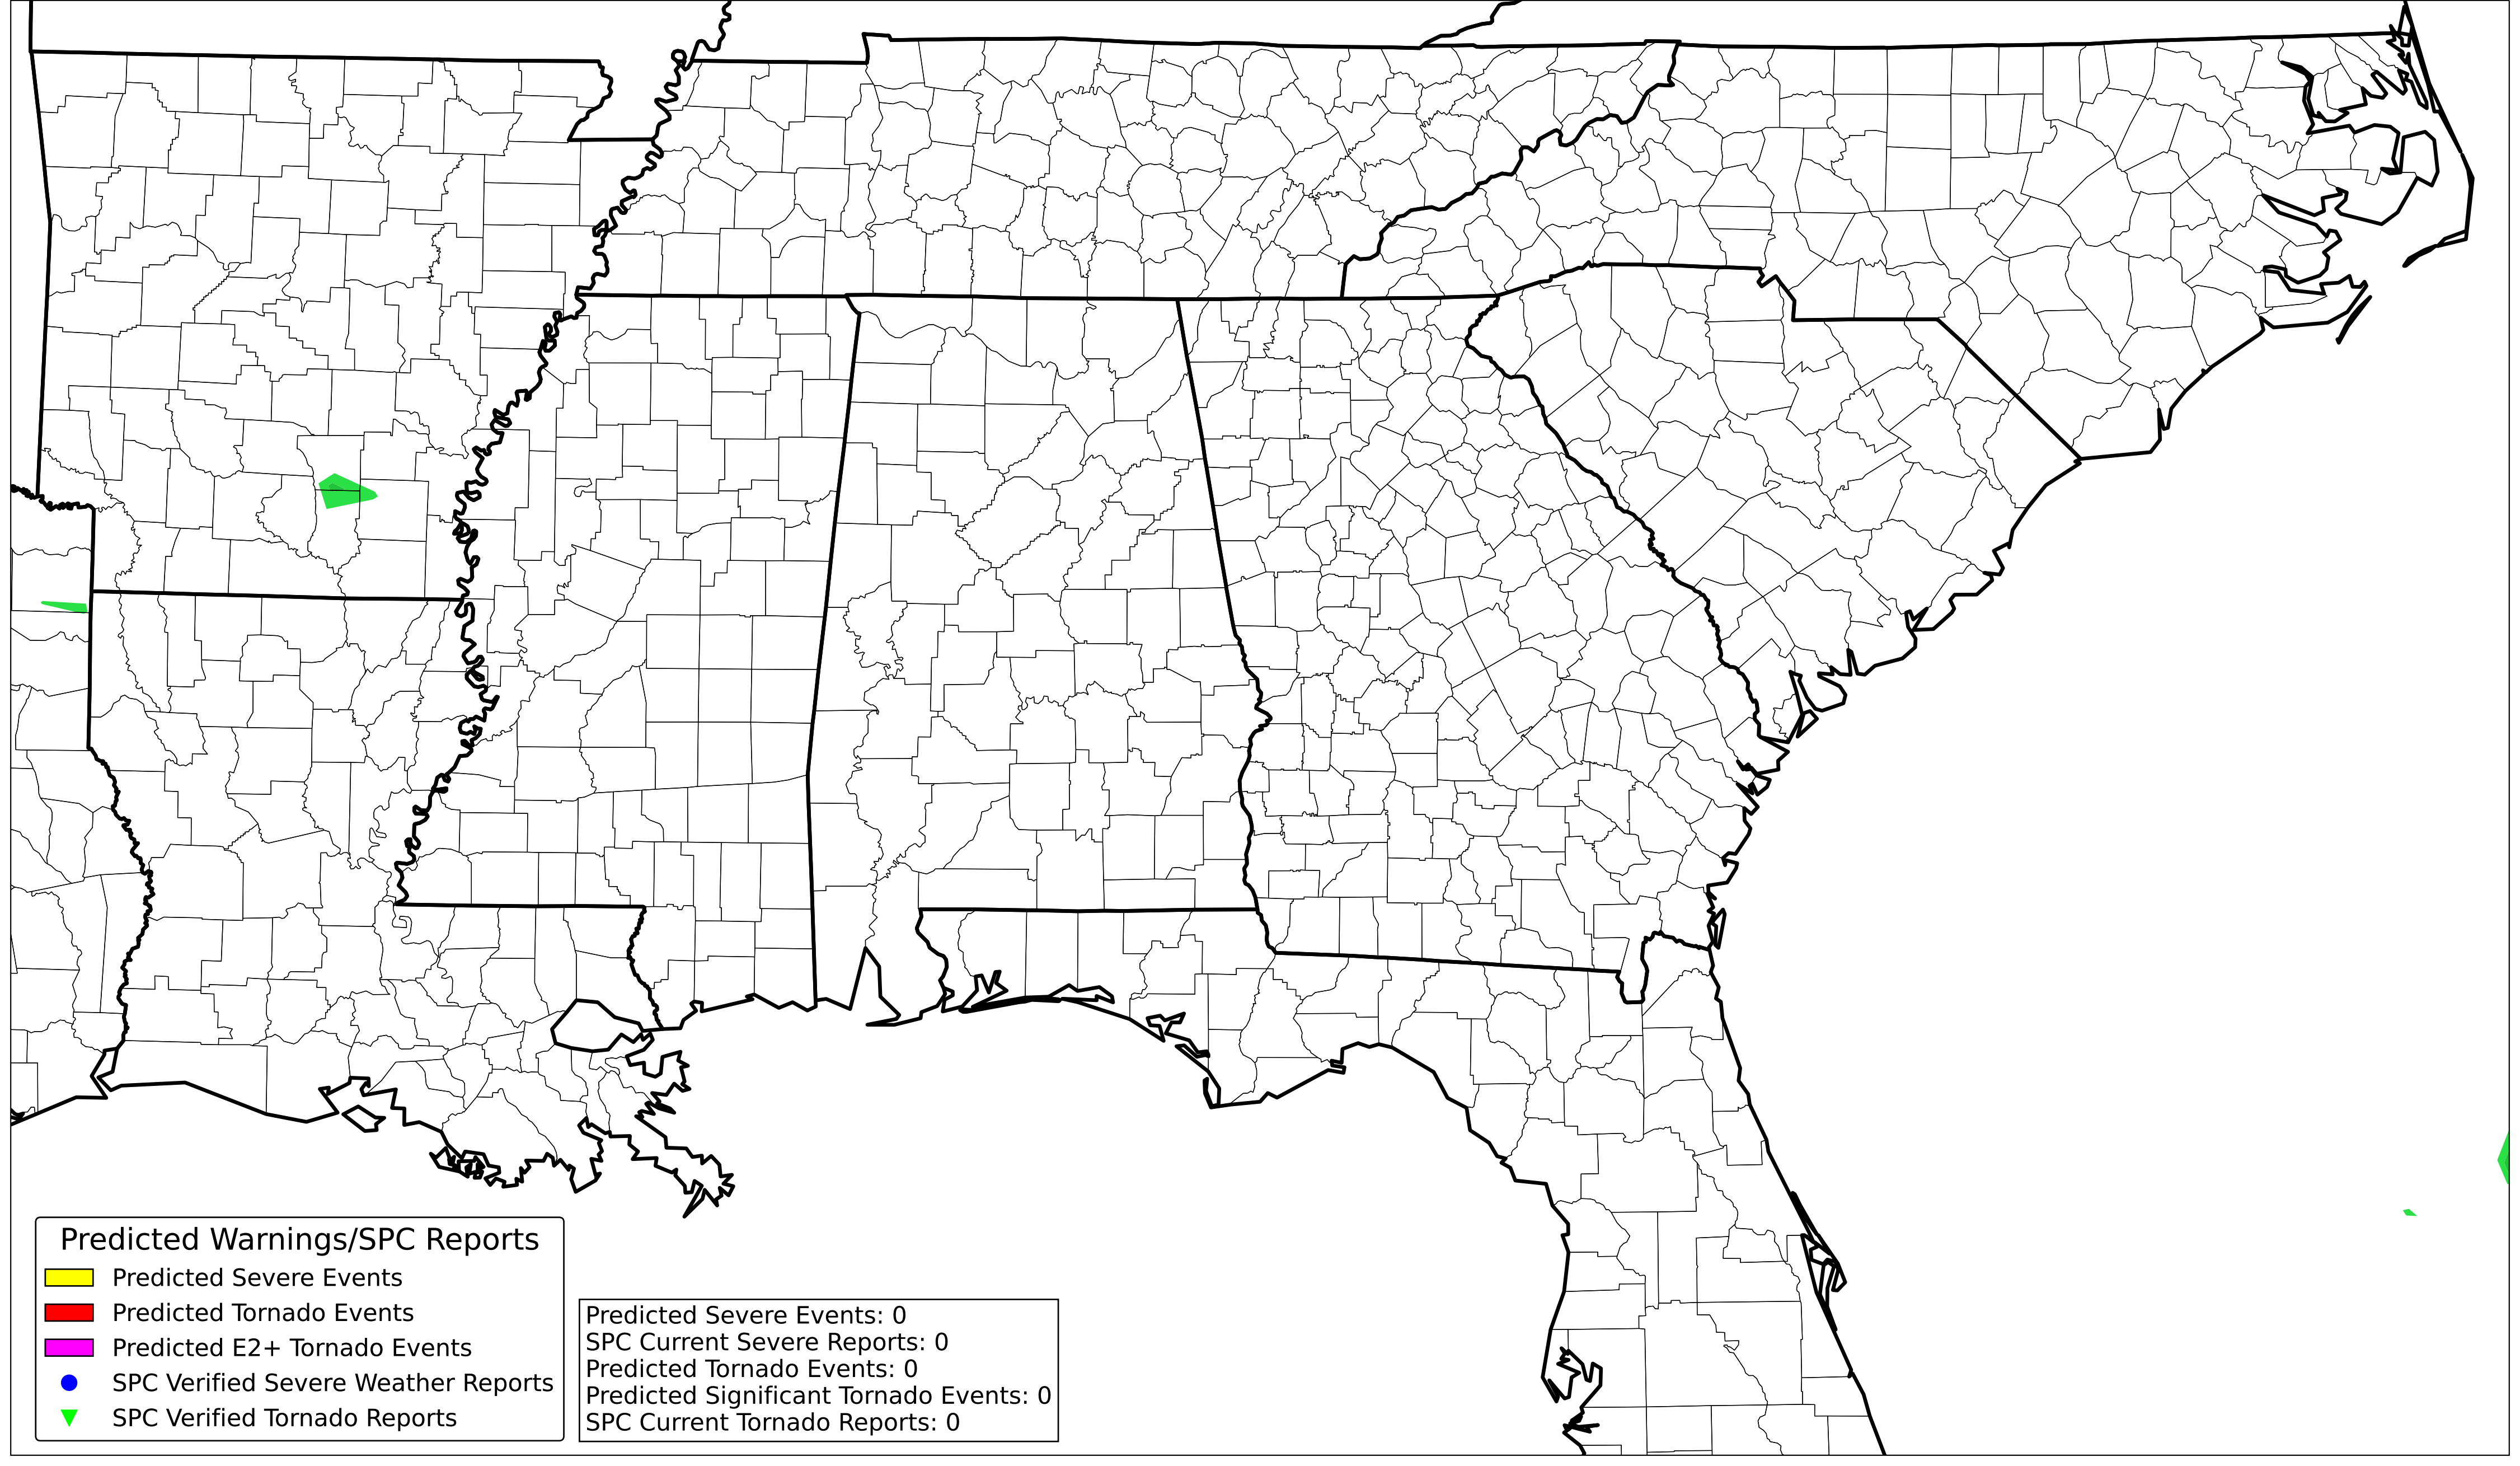 Predicted Warnings/SPC Reports
Predicted Severe Events
Predicted Tornado Events
Predicted E2+ Tornado Events
SPC Verified Severe Weather Reports
SPC Verified Tornado Reports
Predicted Severe Events: 0
SPC Current Severe Reports: 0
Predicted Tornado Events: 0
Predicted Significant Tornado Events: 0
SPC Current Tornado Reports: 0